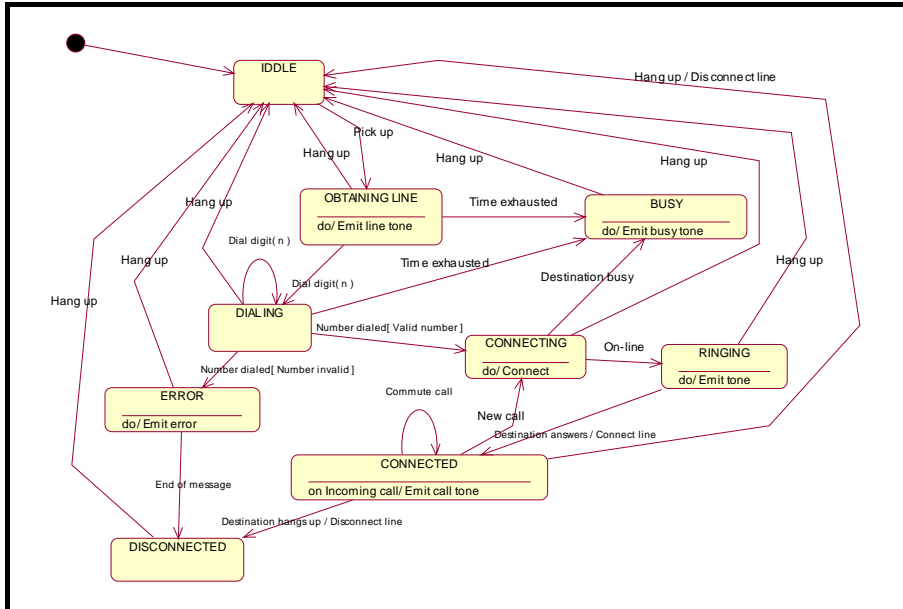 IDDLE
Hang up / Disconnect line
Pick up
Hang up
Hang up
Hang up
OBTAINING LINE
do/ Emit line tone
Time exhausted
BUSY
do/ Emit busy tone
Hang up
Dial digit( n )
Hang up
Time exhausted
Hang up
Destination busy
Dial digit( n )
Hang up
DIALING
Number dialed[ Valid number ]
CONNECTING
do/ Connect
On-line
RINGING
do/ Emit tone
Number dialed[ Number invalid ]
ERROR
do/ Emit error
Commute call
New call
Destination answers / Connect line
CONNECTED
on Incoming call/ Emit call tone
End of message
Destination hangs up / Disconnect line
DISCONNECTED